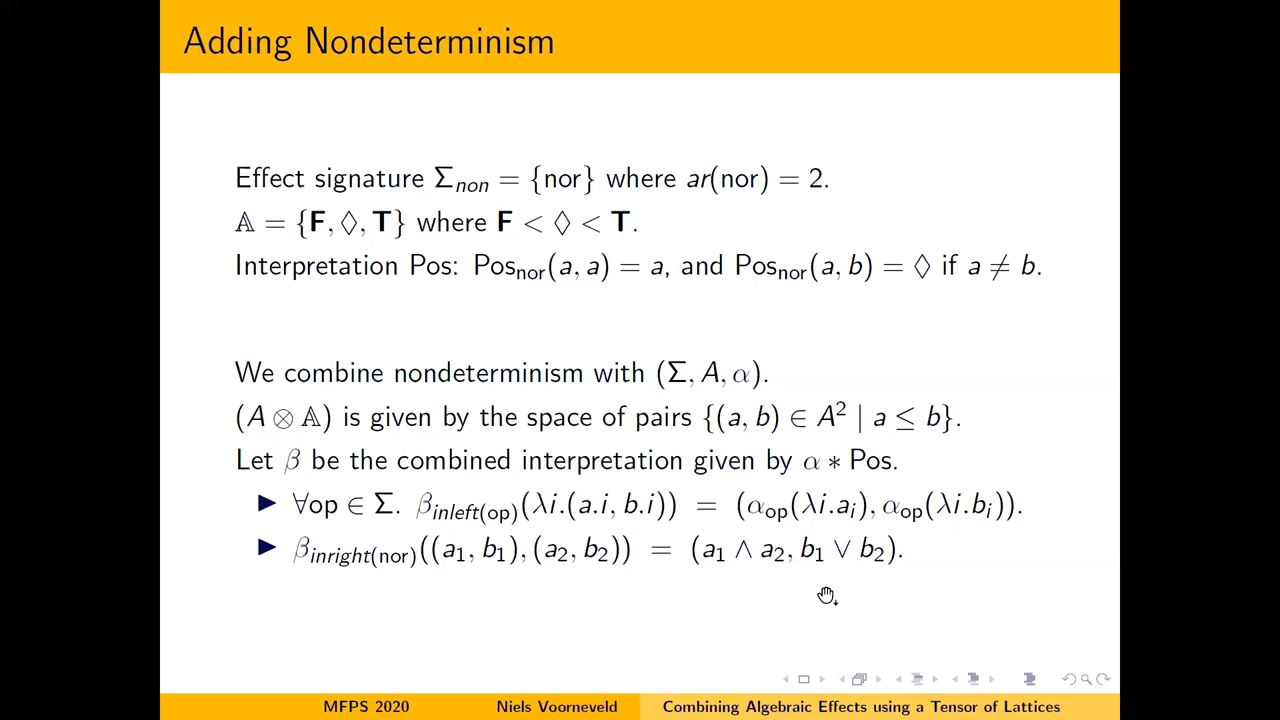 Adding Nondeterminism
Effect signature Σ_non = {nor} where ar(nor) = 2.
𝔸 = {F, ◊, T} where F < ◊ < T.
Interpretation Pos: Pos_nor(a, a) = a, and Pos_nor(a, b) = ◊ if a ≠ b.
We combine nondeterminism with (Σ, A, α).
(A ⊗ 𝔸) is given by the space of pairs {(a, b) ∈ A² | a ≤ b}.
Let β be the combined interpretation given by α ∗ Pos.
▶ ∀op ∈ Σ. β_inleft(op)(λi.(a.i, b.i)) = (α_op(λi.a_i), α_op(λi.b_i)).
▶ β_inright(nor)((a₁, b₁), (a₂, b₂)) = (a₁ ∧ a₂, b₁ ∨ b₂).
MFPS 2020 Niels Voorneveld Combining Algebraic Effects using a Tensor of Lattices